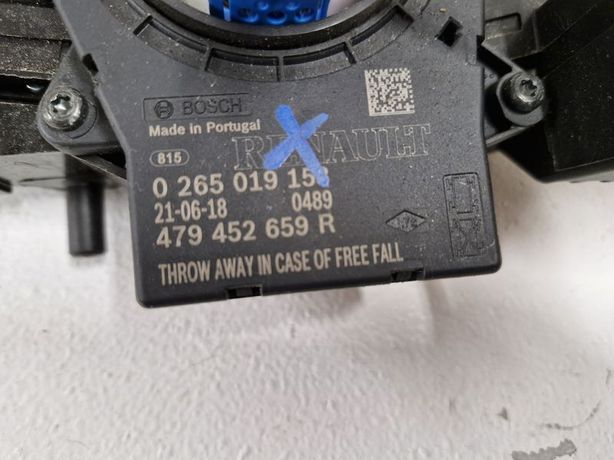 BOSCH
Made in Portugal
RENAULT
815
0 265 019 15
21-06-18 0489
479 452 659 R
THROW AWAY IN CASE OF FREE FALL